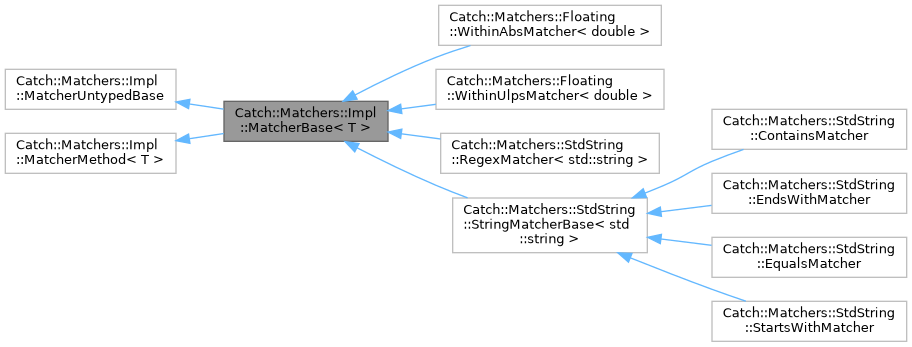 Catch::Matchers::Impl
::MatcherUntypedBase
Catch::Matchers::Impl
::MatcherMethod< T >
Catch::Matchers::Impl
::MatcherBase< T >
Catch::Matchers::Floating
::WithinAbsMatcher< double >
Catch::Matchers::Floating
::WithinUlpsMatcher< double >
Catch::Matchers::StdString
::RegexMatcher< std::string >
Catch::Matchers::StdString
::StringMatcherBase< std
::string >
Catch::Matchers::StdString
::ContainsMatcher
Catch::Matchers::StdString
::EndsWithMatcher
Catch::Matchers::StdString
::EqualsMatcher
Catch::Matchers::StdString
::StartsWithMatcher